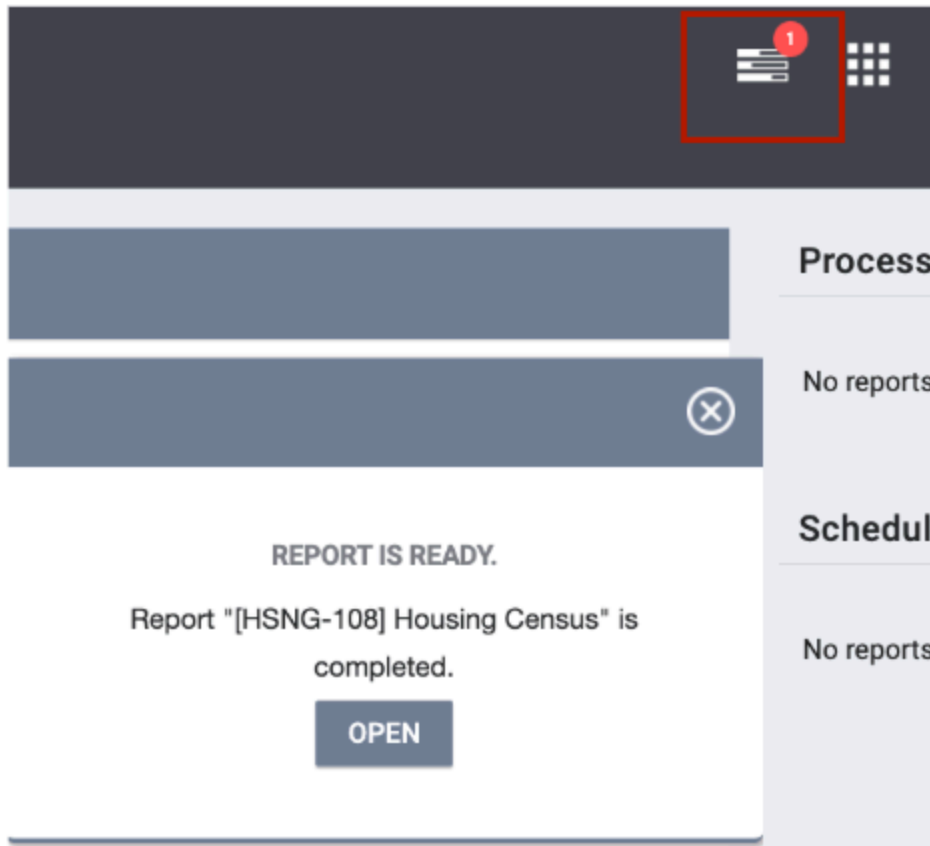 1
Process
No reports
REPORT IS READY.
Report "[HSNG-108] Housing Census" is
completed.
OPEN
Schedul
No reports